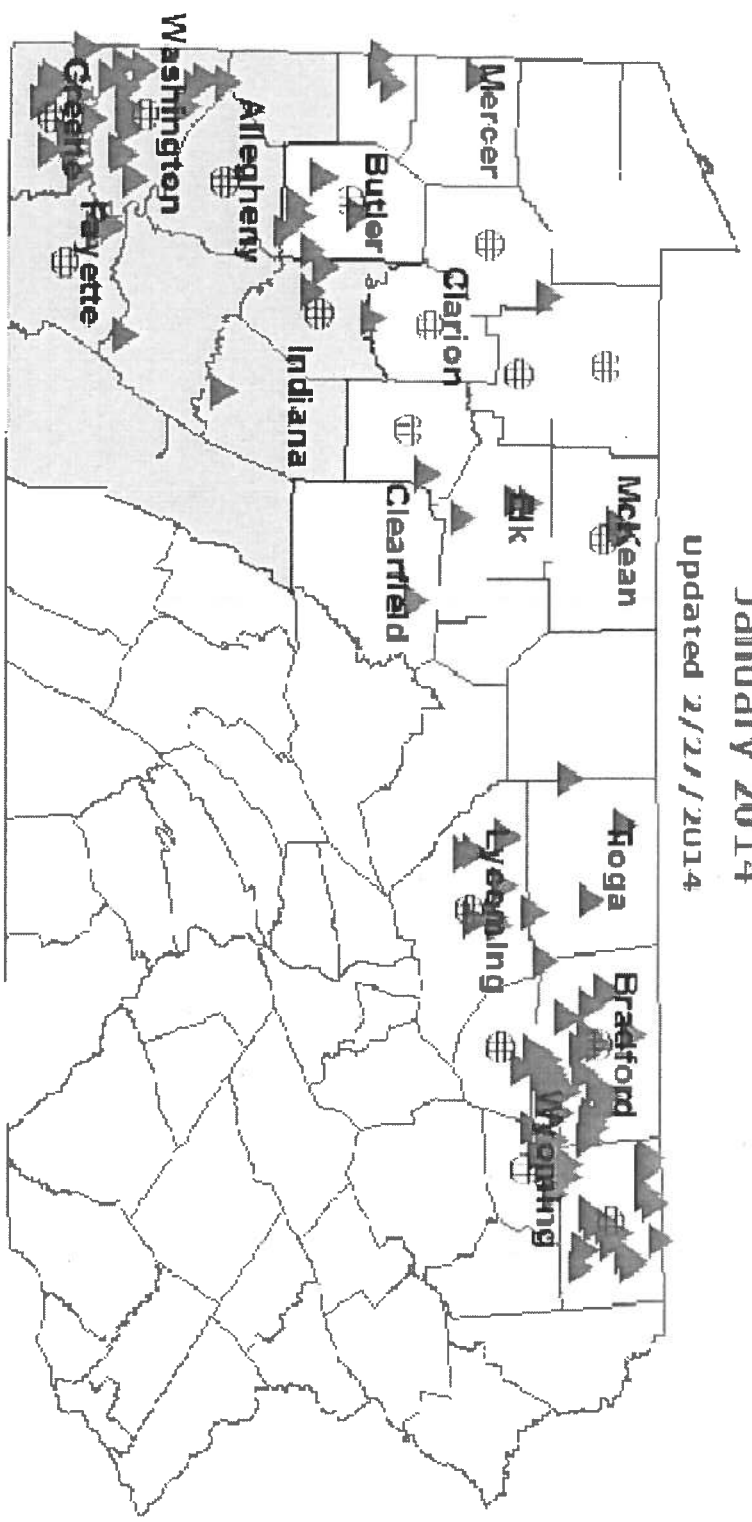 January 2014
Updated 2/27/2014
McKean
Tioga
Bradford
Mercer
Elk
Lycoming
Wyoming
Clarion
Clearfield
Butler
Indiana
Allegheny
Washington
Fayette
Greene